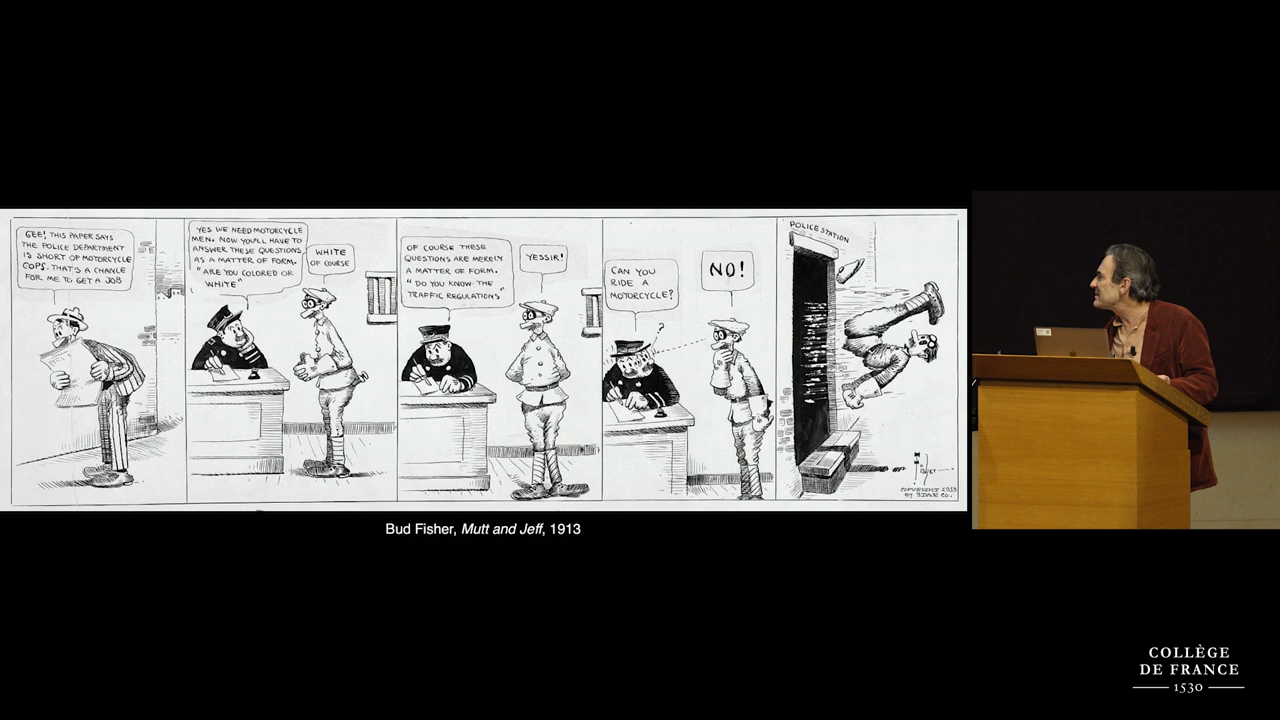 GEE! THIS PAPER SAYS
THE POLICE DEPARTMENT
IS SHORT OF MOTORCYCLE
COPS. THAT'S A CHANCE
FOR ME TO GET A JOB
YES WE NEED MOTORCYCLE
MEN. NOW YOU'LL HAVE TO
ANSWER THESE QUESTIONS
AS A MATTER OF FORM.
"ARE YOU COLORED OR
WHITE"
WHITE
OF COURSE
OF COURSE THESE
QUESTIONS ARE MERELY
A MATTER OF FORM.
"DO YOU KNOW THE
TRAFFIC REGULATIONS"
YESSIR!
CAN YOU
RIDE A
MOTORCYCLE?
?
NO!
POLICE STATION
COPYRIGHT 1913
BY
CO.
Bud Fisher, Mutt and Jeff, 1913
COLLÈGE
DE FRANCE
1530